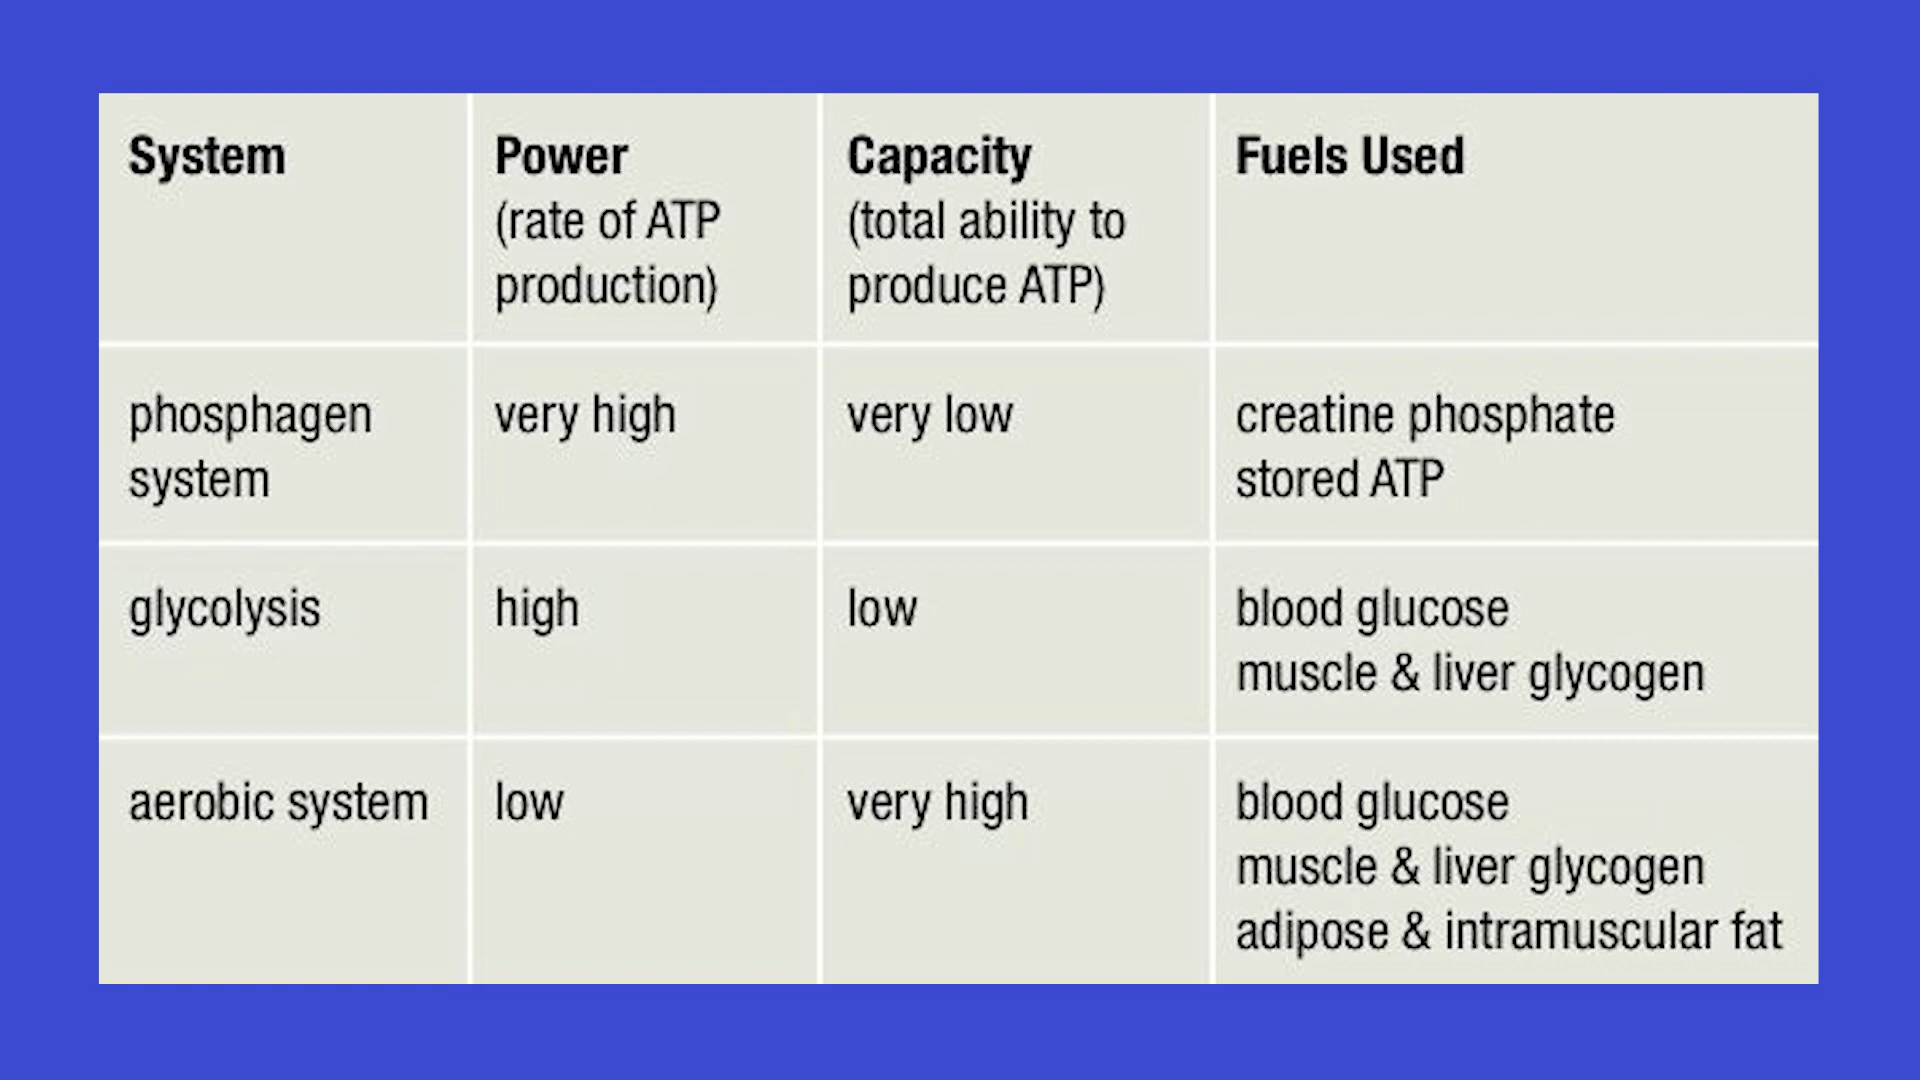 System
Power
(rate of ATP
production)
Capacity
(total ability to
produce ATP)
Fuels Used
phosphagen
system
very high
very low
creatine phosphate
stored ATP
glycolysis
high
low
blood glucose
muscle & liver glycogen
aerobic system
low
very high
blood glucose
muscle & liver glycogen
adipose & intramuscular fat